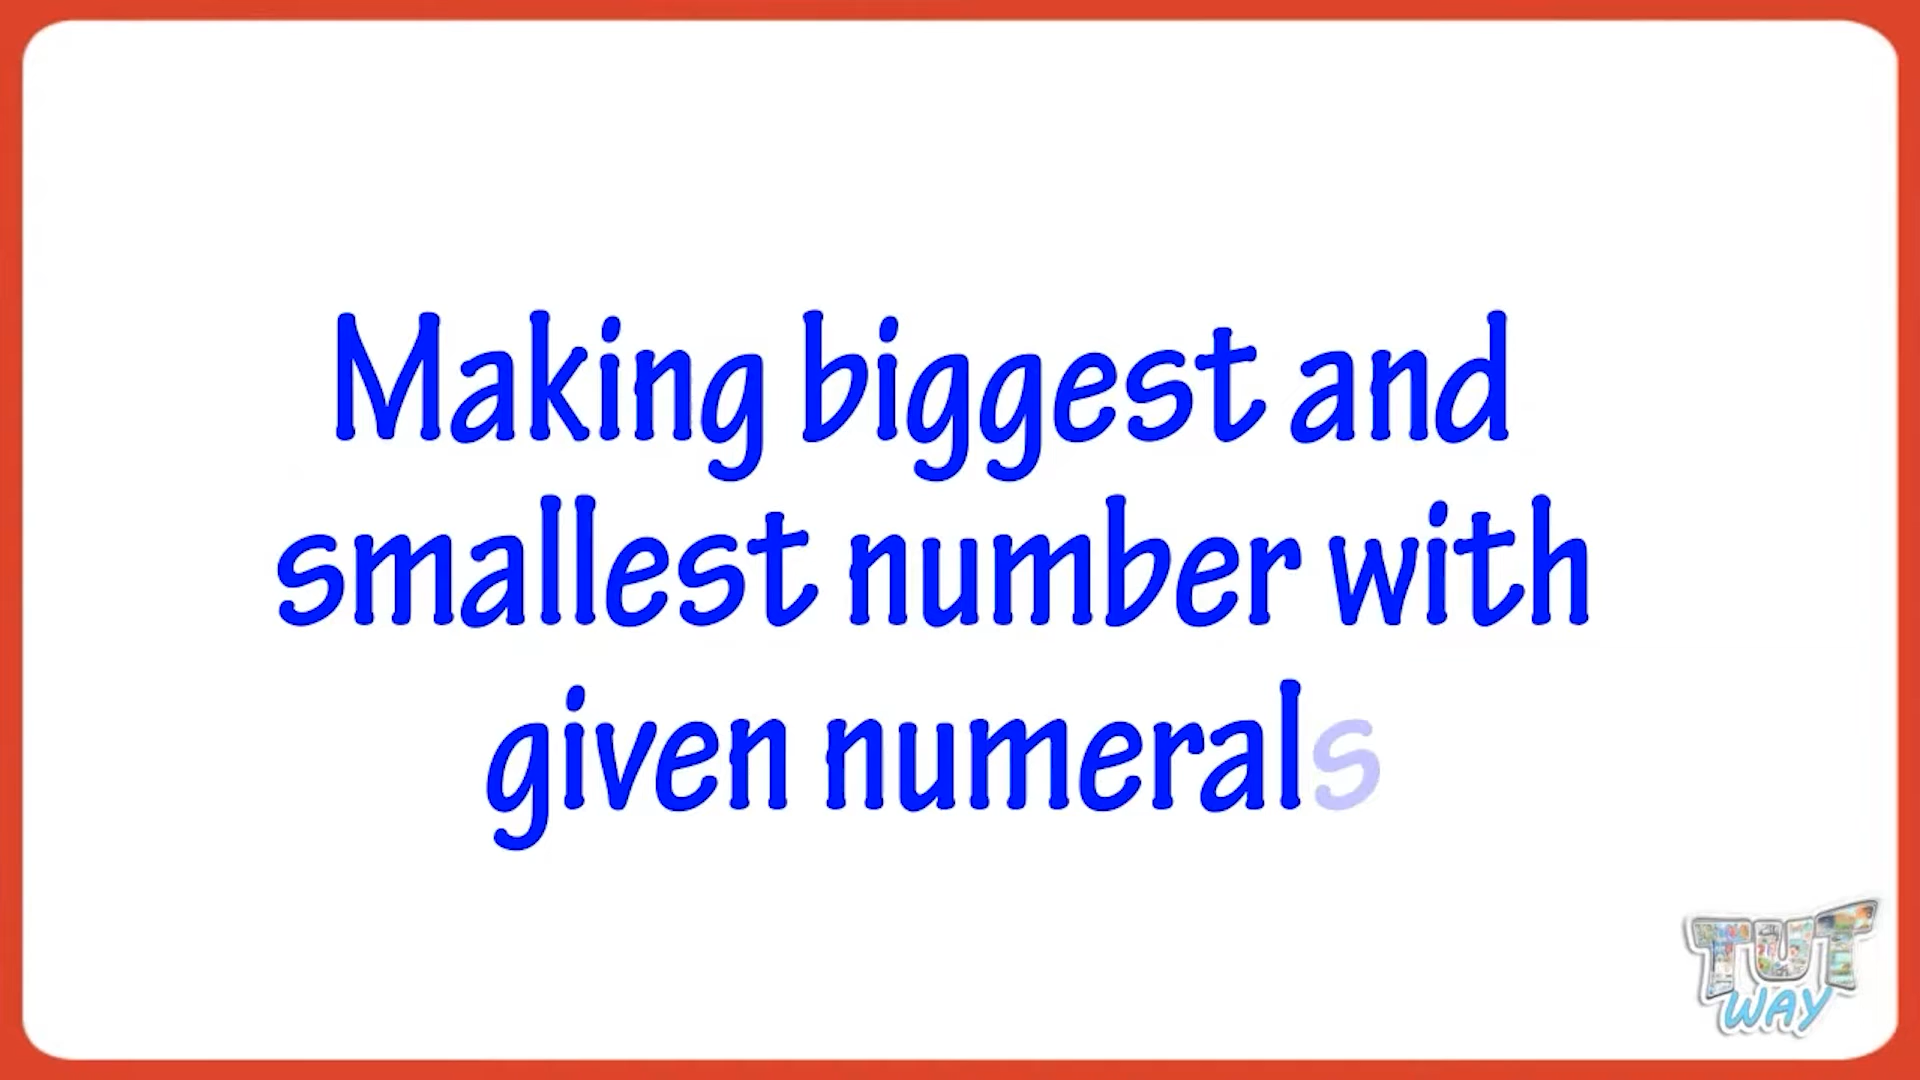 Making biggest and
smallest number with
given numerals
TUT
WAY